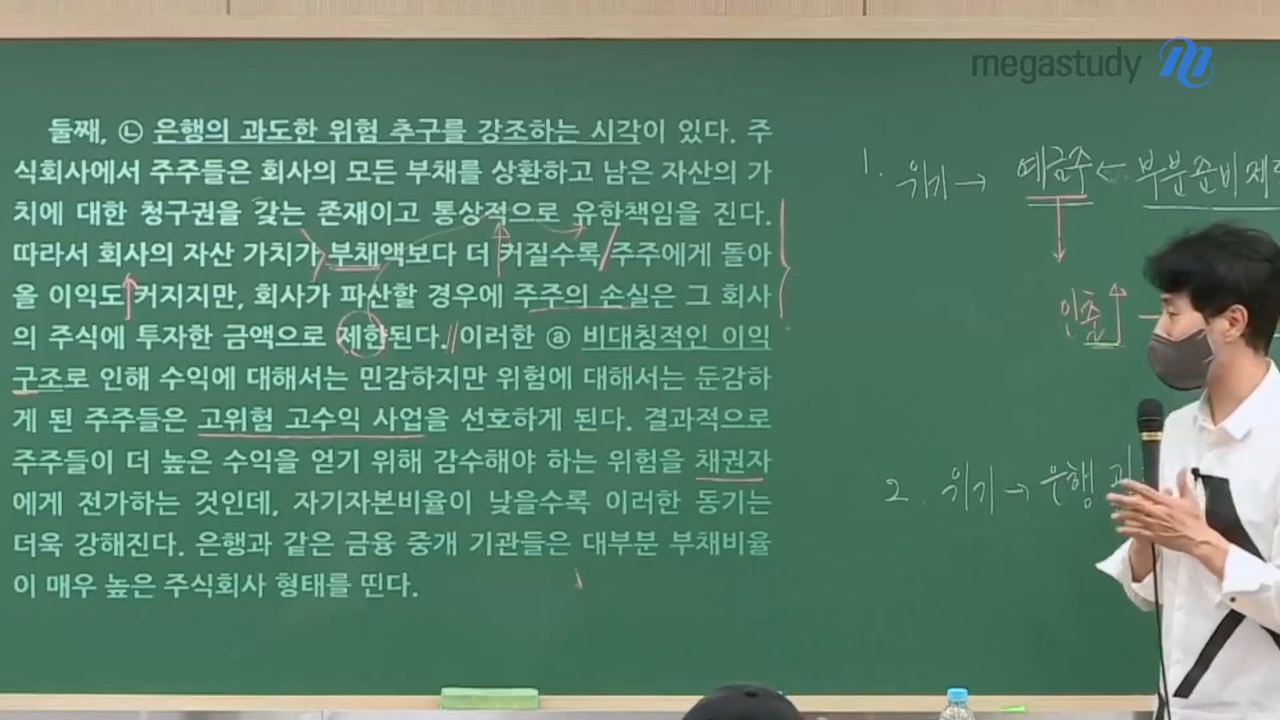 megastudy
둘째, ㉡ 은행의 과도한 위험 추구를 강조하는 시각이 있다. 주
식회사에서 주주들은 회사의 모든 부채를 상환하고 남은 자산의 가
치에 대한 청구권을 갖는 존재이고 통상적으로 유한책임을 진다.
따라서 회사의 자산 가치가 부채액보다 더 커질수록 주주에게 돌아
올 이익도 커지지만, 회사가 파산할 경우에 주주의 손실은 그 회사
의 주식에 투자한 금액으로 제한된다. 이러한 ⓐ 비대칭적인 이익
구조로 인해 수익에 대해서는 민감하지만 위험에 대해서는 둔감하
게 된 주주들은 고위험 고수익 사업을 선호하게 된다. 결과적으로
주주들이 더 높은 수익을 얻기 위해 감수해야 하는 위험을 채권자
에게 전가하는 것인데, 자기자본비율이 낮을수록 이러한 동기는
더욱 강해진다. 은행과 같은 금융 중개 기관들은 대부분 부채비율
이 매우 높은 주식회사 형태를 띤다.
1. 위기 → 예금주 ← 부분준비제
인출
2. 위기 → 은행